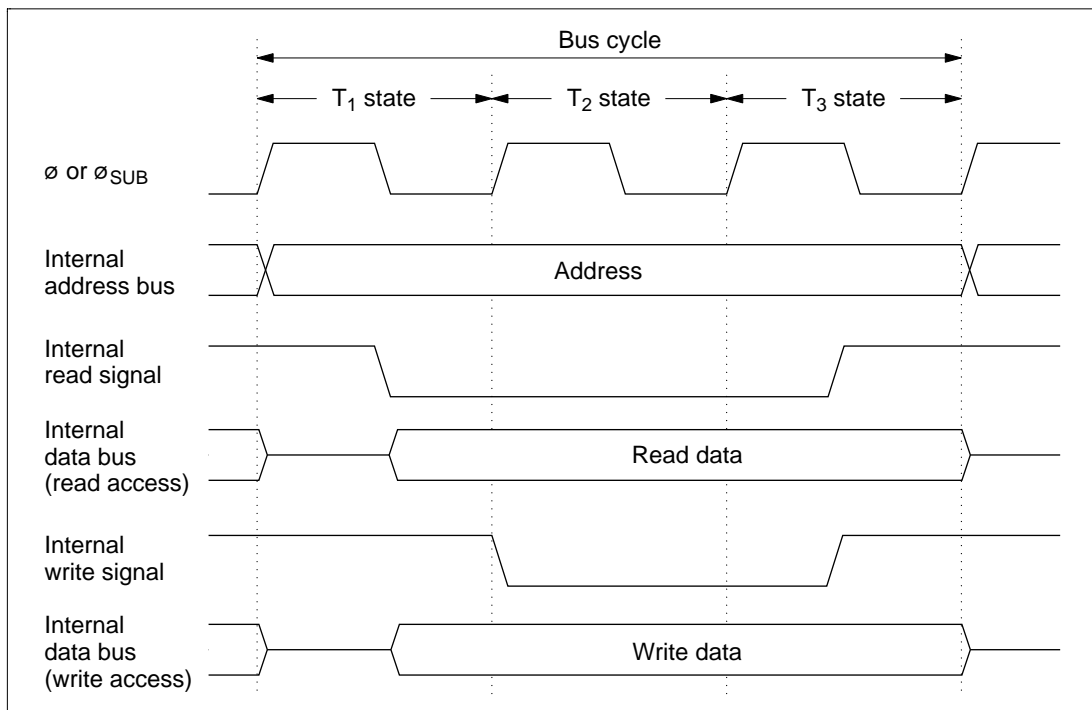 Bus cycle
T1 state
T2 state
T3 state
ø or øSUB
Internal
address bus
Address
Internal
read signal
Internal
data bus
(read access)
Read data
Internal
write signal
Internal
data bus
(write access)
Write data